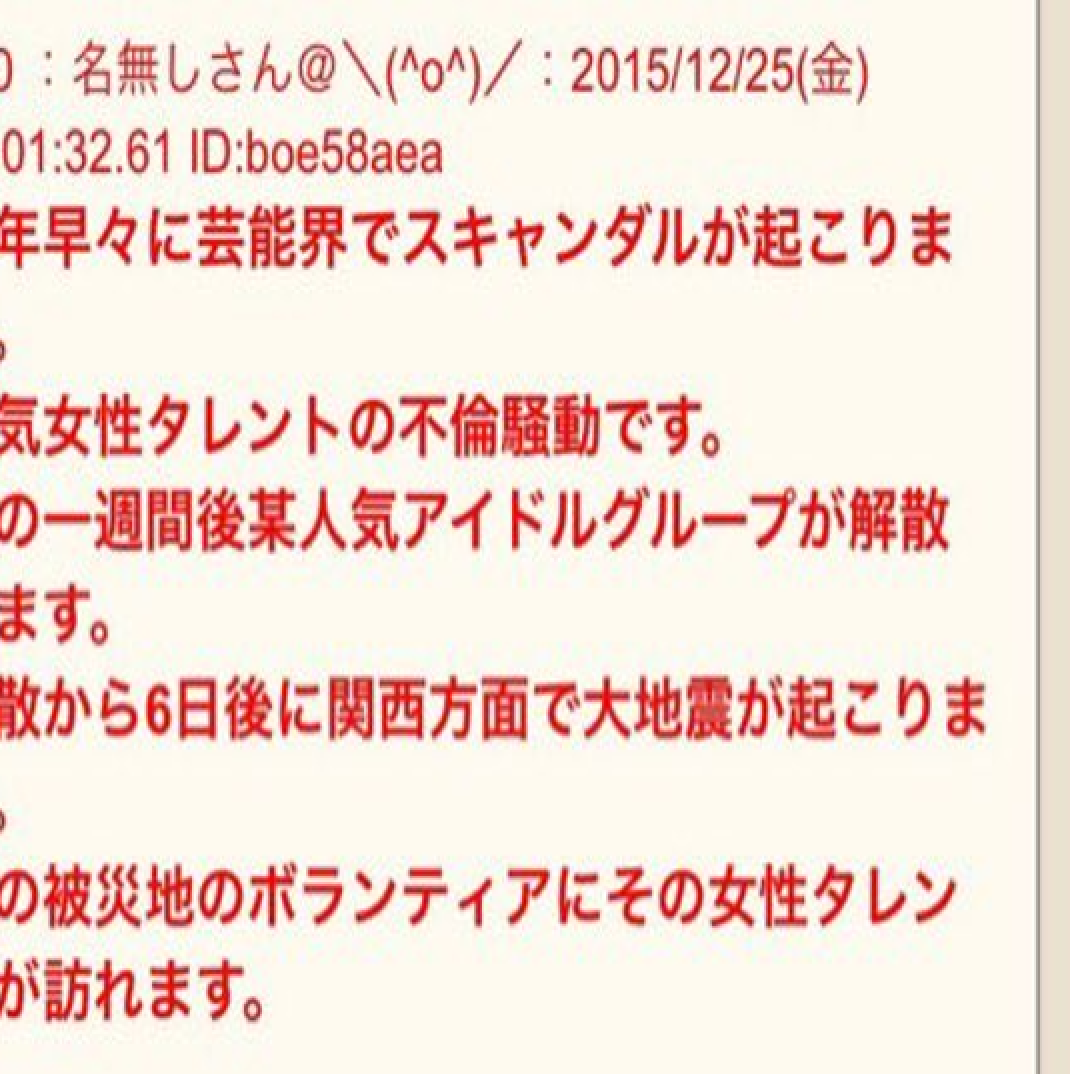 0 ：名無しさん＠＼(^o^)／：2015/12/25(金)
01:32.61 ID:boe58aea
年早々に芸能界でスキャンダルが起こりま
。
気女性タレントの不倫騒動です。
の一週間後某人気アイドルグループが解散
ます。
散から6日後に関西方面で大地震が起こりま
。
の被災地のボランティアにその女性タレン
が訪れます。